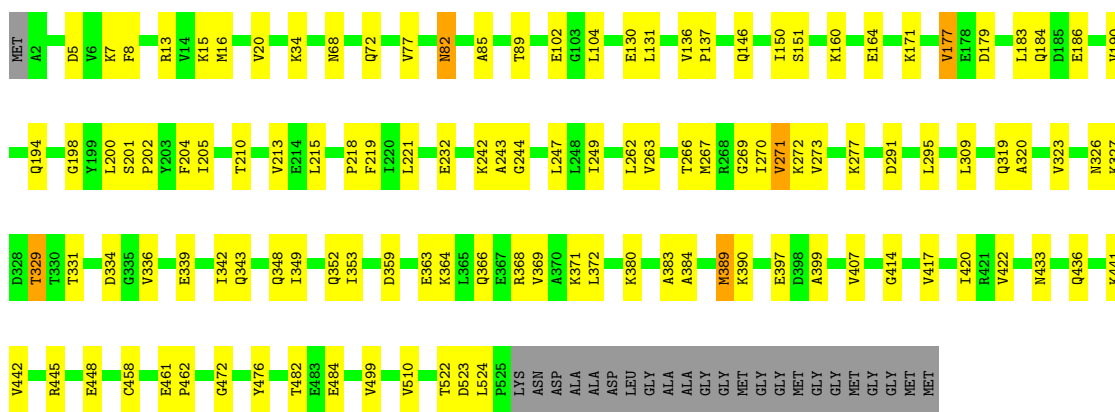 MET A2 D5 V6 K7 F8 R13 V14 K15 M16 V20 K34 N68 Q72 V77 N82 A85 T89 E102 G103 L104 E130 L131 V136 P137 Q146 I150 S151 K160 E164 K171 V177 E178 D179 L183 Q184 D185 E186 V190
Q194 G198 Y199 L200 S201 P202 Y203 F204 I205 T210 V213 E214 L215 P218 F219 I220 L221 E232 K242 A243 G244 L247 L248 I249 L262 V263 T266 M267 R268 G269 I270 V271 K272 V273 K277 D291 L295 L309 Q319 A320 V323 N326 K327
D328 T329 T330 T331 D334 G335 V336 E339 I342 Q343 Q348 I349 Q352 I353 D359 E363 K364 L365 Q366 E367 R368 V369 A370 K371 L372 K380 A383 A384 M389 K390 E397 D398 A399 V407 G414 V417 I420 R421 V422 N433 Q436 K441
V442 R445 E448 C458 E461 P462 G472 Y476 T482 E483 E484 V499 V510 T522 D523 L524 P525 LYS ASN ASP ALA ALA ASP LEU GLY ALA ALA GLY GLY MET GLY GLY MET GLY GLY MET MET GLY GLY MET MET